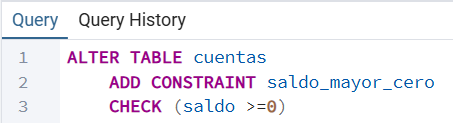 Query Query History
1 ALTER TABLE cuentas
2 ADD CONSTRAINT saldo_mayor_cero
3 CHECK (saldo >=0)